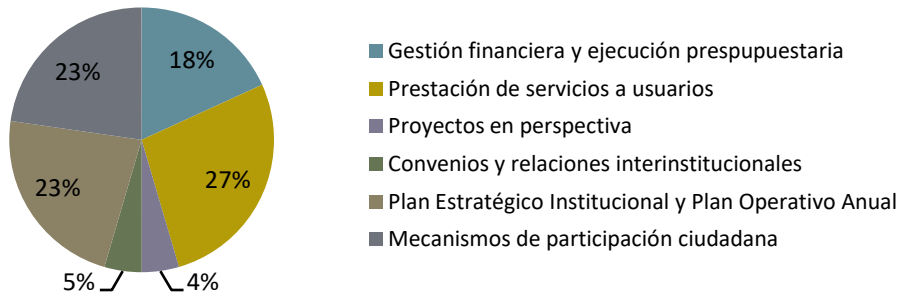 18%
27%
4%
5%
23%
23%
Gestión financiera y ejecución prespupuestaria
Prestación de servicios a usuarios
Proyectos en perspectiva
Convenios y relaciones interinstitucionales
Plan Estratégico Institucional y Plan Operativo Anual
Mecanismos de participación ciudadana